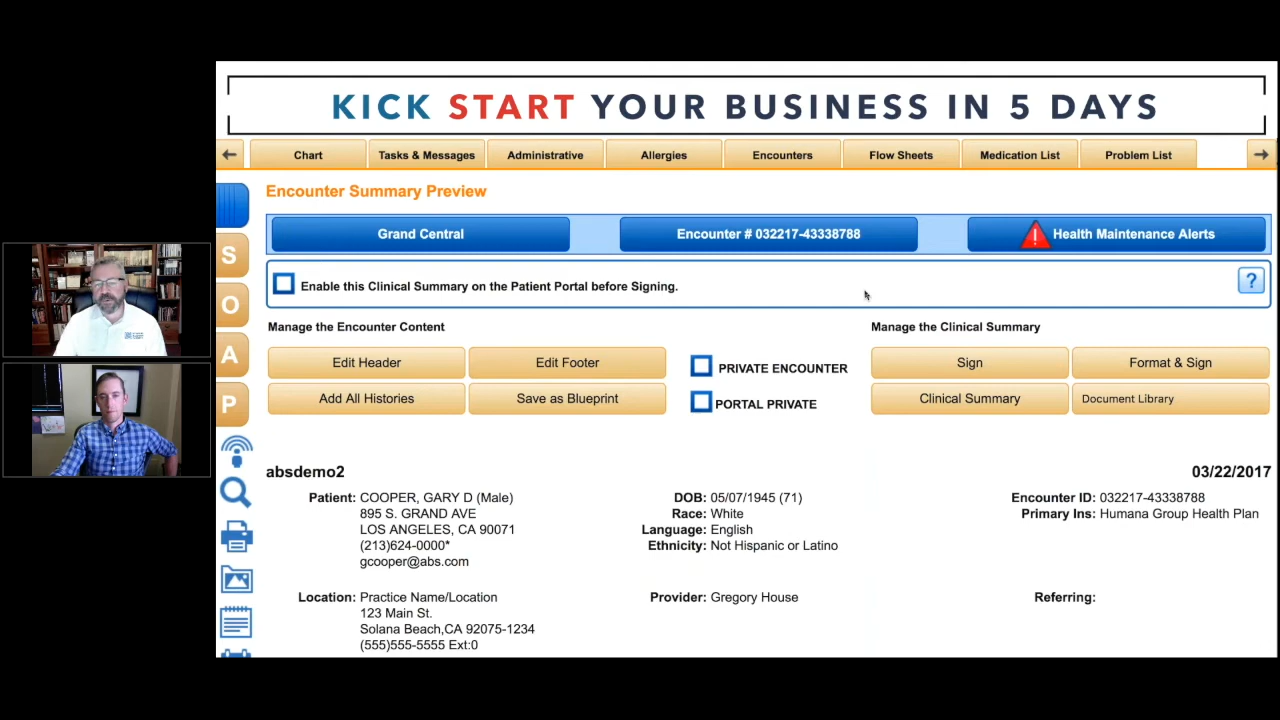 KICK START YOUR BUSINESS IN 5 DAYS
Chart Tasks & Messages Administrative Allergies Encounters Flow Sheets Medication List Problem List
Encounter Summary Preview
Grand Central Encounter # 032217-43338788 Health Maintenance Alerts
Enable this Clinical Summary on the Patient Portal before Signing. ?
Manage the Encounter Content Manage the Clinical Summary
Edit Header Edit Footer PRIVATE ENCOUNTER Sign Format & Sign
Add All Histories Save as Blueprint PORTAL PRIVATE Clinical Summary Document Library
S
O
A
P
absdemo2 03/22/2017
Patient: COOPER, GARY D (Male) DOB: 05/07/1945 (71) Encounter ID: 032217-43338788
895 S. GRAND AVE Race: White Primary Ins: Humana Group Health Plan
LOS ANGELES, CA 90071 Language: English
(213)624-0000* Ethnicity: Not Hispanic or Latino
gcooper@abs.com
Location: Practice Name/Location Provider: Gregory House Referring:
123 Main St.
Solana Beach,CA 92075-1234
(555)555-5555 Ext:0